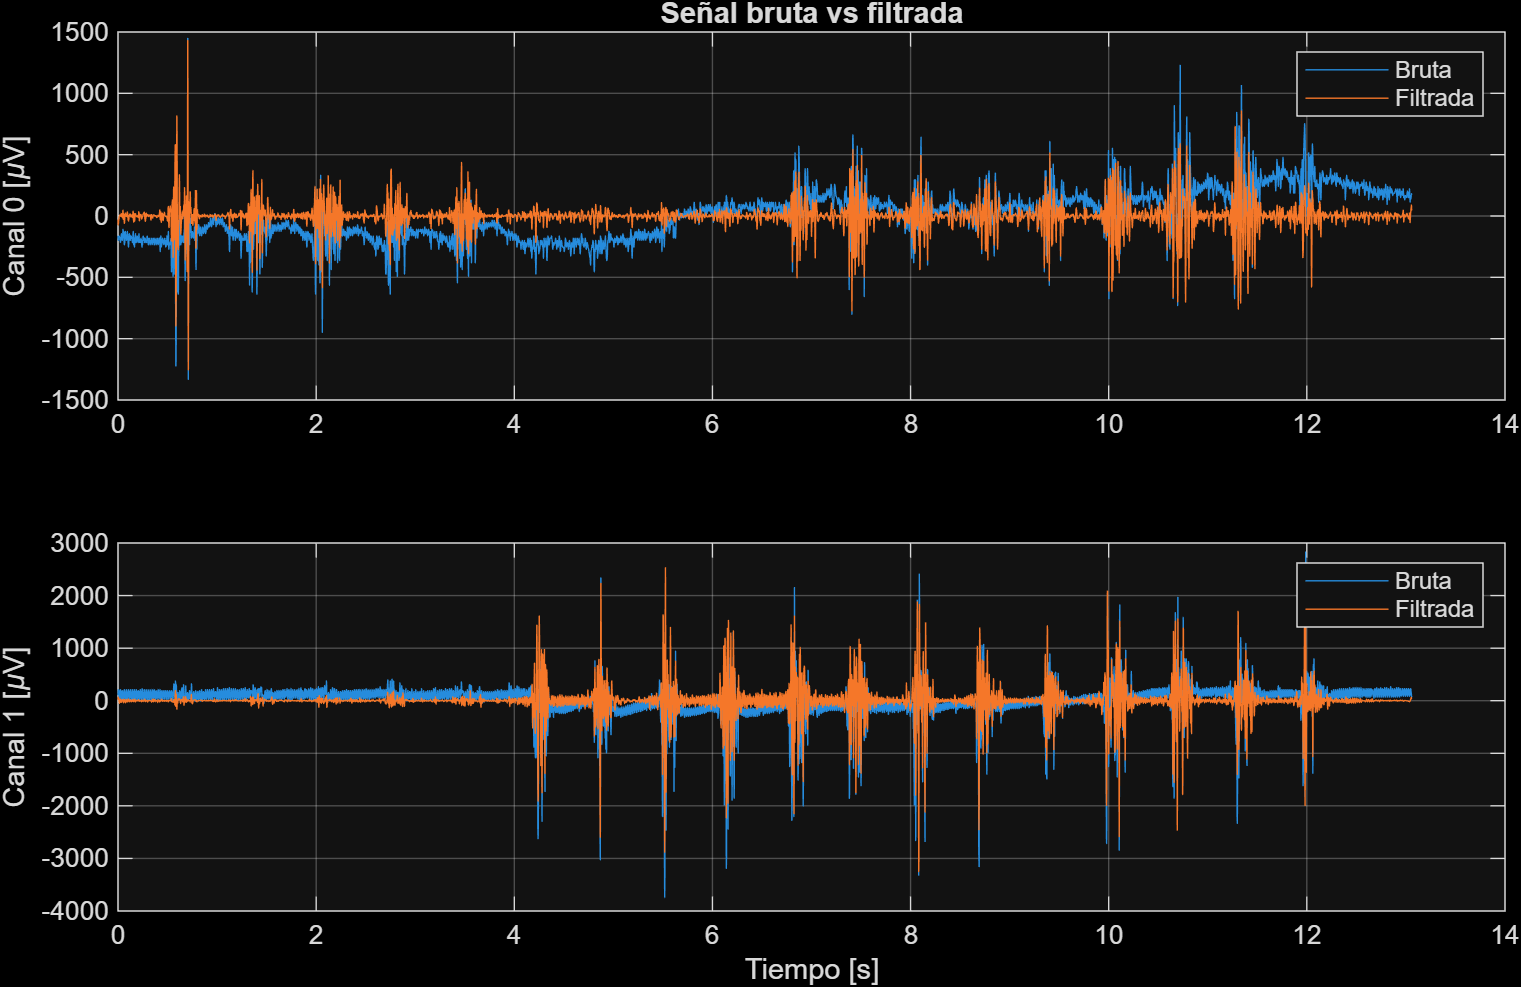 Señal bruta vs filtrada
1500
1000
500
0
-500
-1000
-1500
Canal 0 [µV]
Bruta
Filtrada
0 2 4 6 8 10 12 14
3000
2000
1000
0
-1000
-2000
-3000
-4000
Canal 1 [µV]
Bruta
Filtrada
0 2 4 6 8 10 12 14
Tiempo [s]